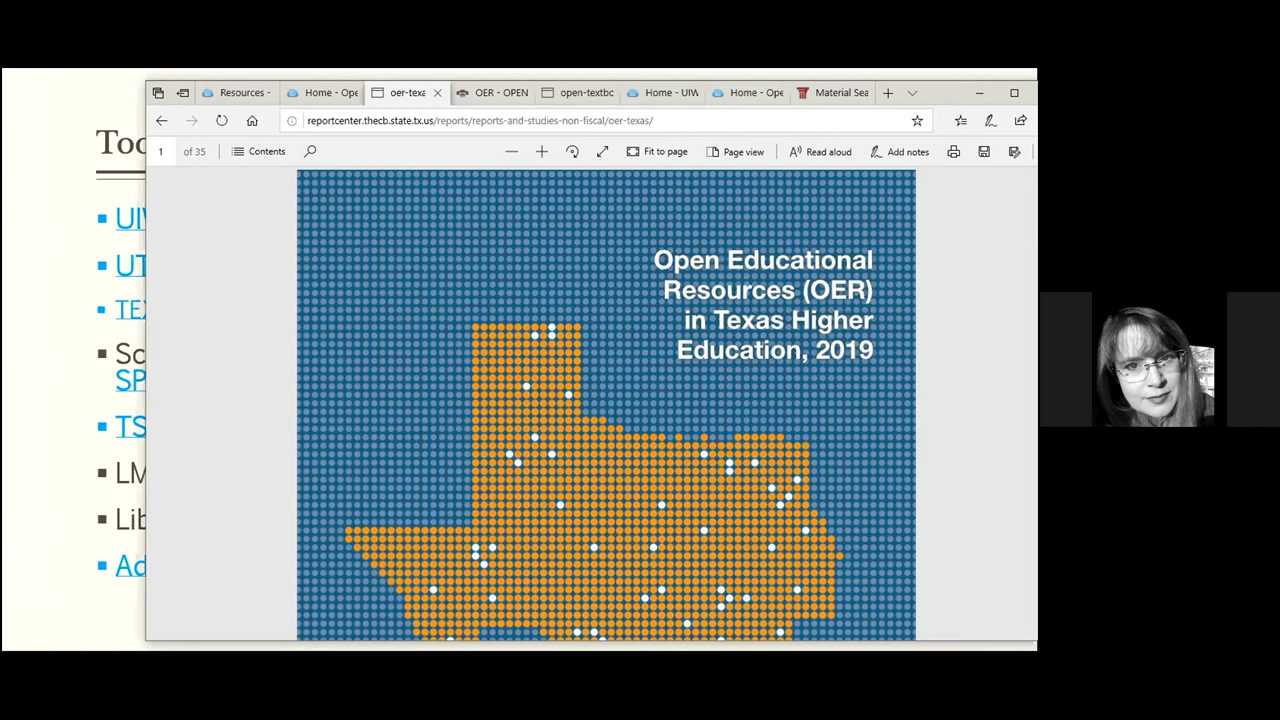 Resources -
Home - Ope
oer-texa
OER - OPEN
open-textbc
Home - UIW
Home - Ope
Material Sea
reportcenter.thecb.state.tx.us/reports/reports-and-studies-non-fiscal/oer-texas/
1 of 35
Contents
Fit to page
Page view
Read aloud
Add notes
Open Educational
Resources (OER)
in Texas Higher
Education, 2019
Too
UIW
UT
TEX
Sc
SP
TS
LM
Lib
Ad